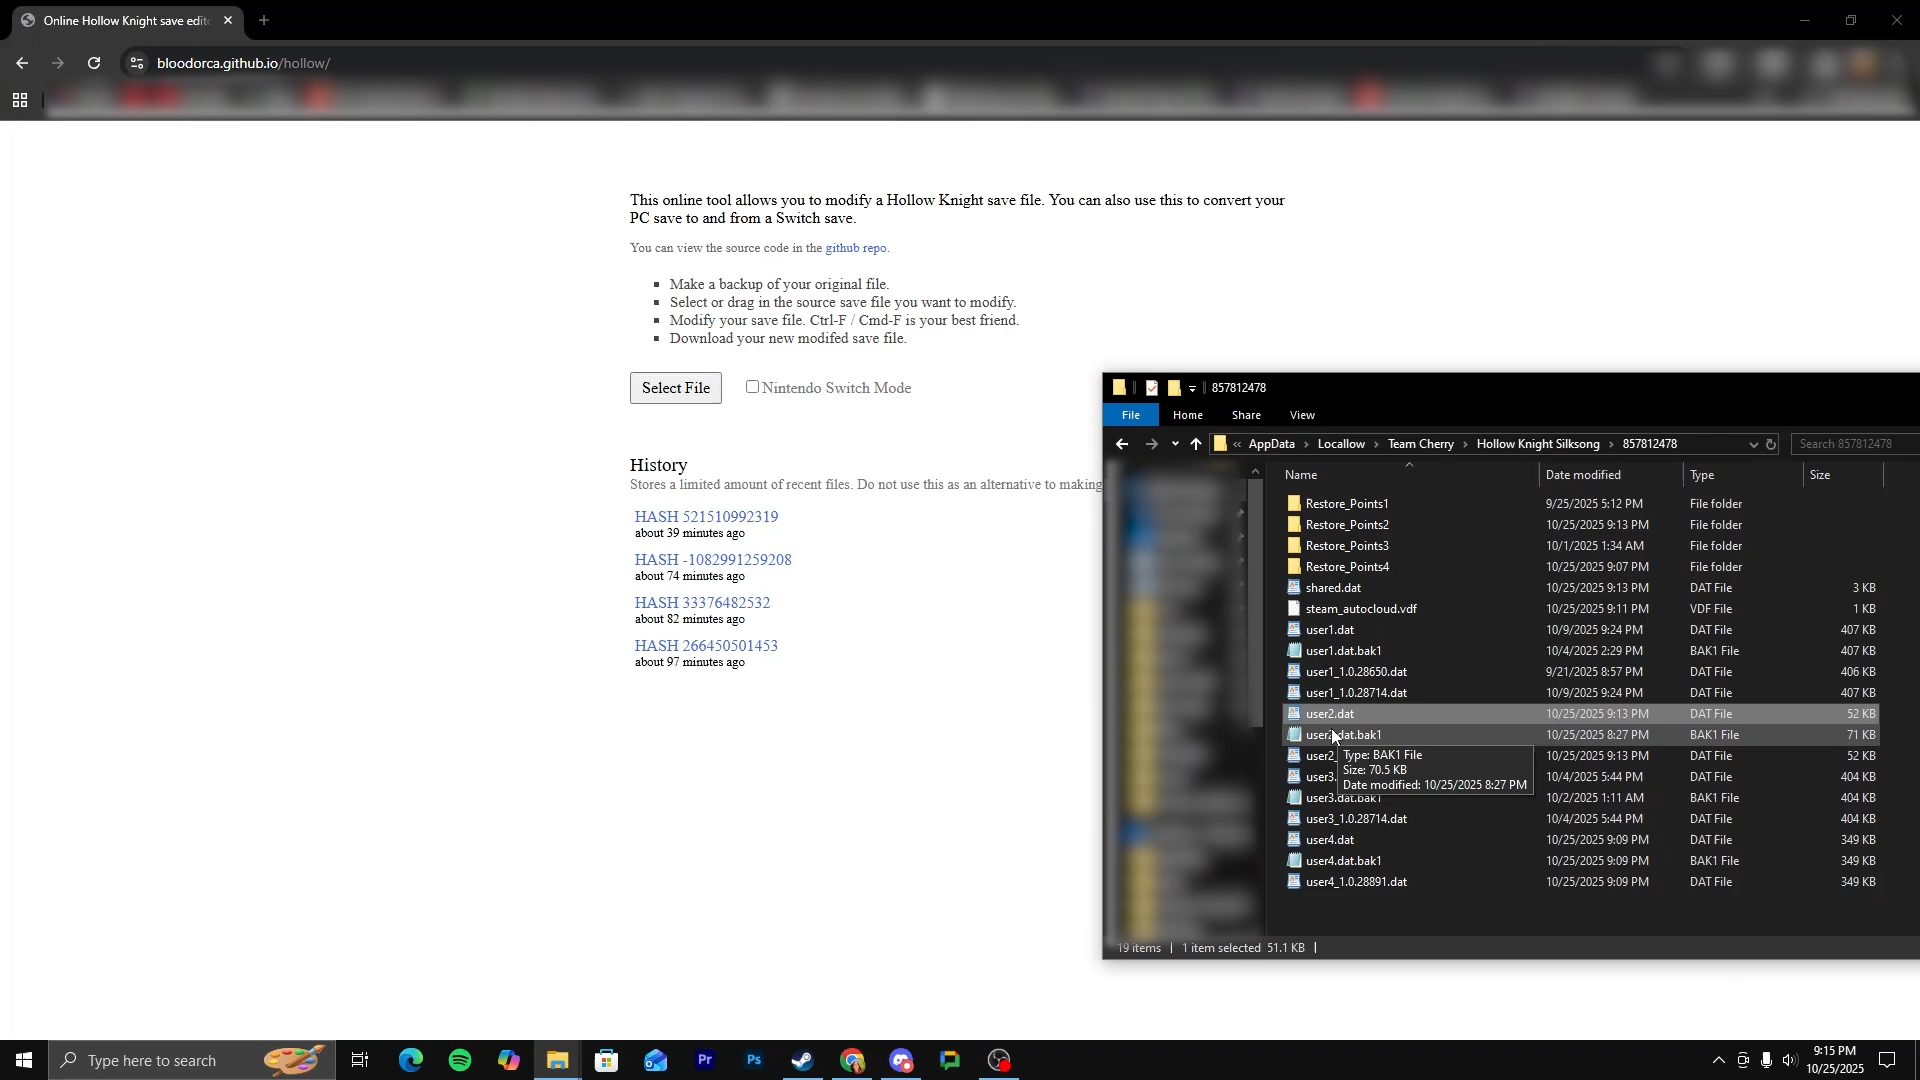 Online Hollow Knight save edit
bloodorca.github.io/hollow/
This online tool allows you to modify a Hollow Knight save file. You can also use this to convert your
PC save to and from a Switch save.
You can view the source code in the github repo.
Make a backup of your original file.
Select or drag in the source save file you want to modify.
Modify your save file. Ctrl-F / Cmd-F is your best friend.
Download your new modifed save file.
Select File
Nintendo Switch Mode
History
Stores a limited amount of recent files. Do not use this as an alternative to making
HASH 521510992319
about 39 minutes ago
HASH -1082991259208
about 74 minutes ago
HASH 33376482532
about 82 minutes ago
HASH 266450501453
about 97 minutes ago
857812478
File Home Share View
« AppData › Locallow › Team Cherry › Hollow Knight Silksong › 857812478
Search 857812478
Name Date modified Type Size
Restore_Points1 9/25/2025 5:12 PM File folder
Restore_Points2 10/25/2025 9:13 PM File folder
Restore_Points3 10/1/2025 1:34 AM File folder
Restore_Points4 10/25/2025 9:07 PM File folder
shared.dat 10/25/2025 9:13 PM DAT File 3 KB
steam_autocloud.vdf 10/25/2025 9:11 PM VDF File 1 KB
user1.dat 10/9/2025 9:24 PM DAT File 407 KB
user1.dat.bak1 10/4/2025 2:29 PM BAK1 File 407 KB
user1_1.0.28650.dat 9/21/2025 8:57 PM DAT File 406 KB
user1_1.0.28714.dat 10/9/2025 9:24 PM DAT File 407 KB
user2.dat 10/25/2025 9:13 PM DAT File 52 KB
user2.dat.bak1 10/25/2025 8:27 PM BAK1 File 71 KB
user2_ 10/25/2025 9:13 PM DAT File 52 KB
Type: BAK1 File
Size: 70.5 KB
Date modified: 10/25/2025 8:27 PM
user3. 10/4/2025 5:44 PM DAT File 404 KB
user3.dat.bak1 10/2/2025 1:11 AM BAK1 File 404 KB
user3_1.0.28714.dat 10/4/2025 5:44 PM DAT File 404 KB
user4.dat 10/25/2025 9:09 PM DAT File 349 KB
user4.dat.bak1 10/25/2025 9:09 PM BAK1 File 349 KB
user4_1.0.28891.dat 10/25/2025 9:09 PM DAT File 349 KB
19 items 1 item selected 51.1 KB
Type here to search
Pr
Ps
9:15 PM
10/25/2025